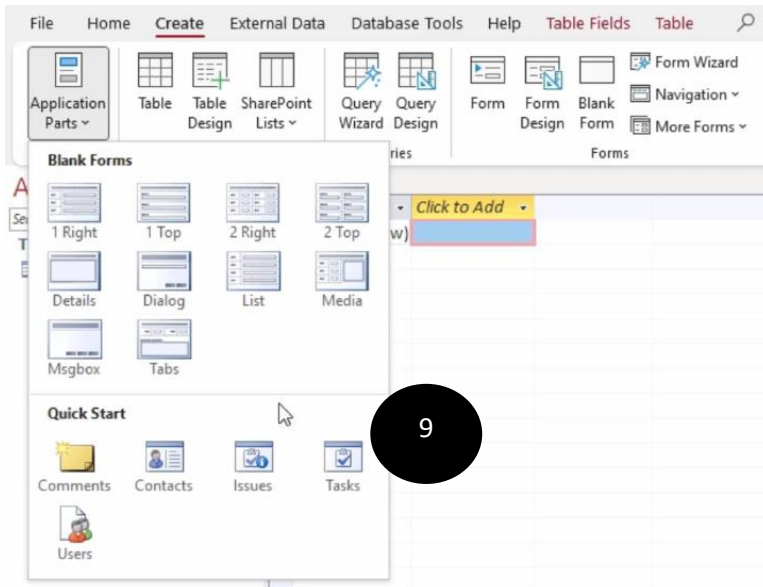 File Home Create External Data Database Tools Help Table Fields Table
Application Parts
Table
Table Design
SharePoint Lists
Query Wizard
Query Design
Form
Form Design
Blank Form
Form Wizard
Navigation
More Forms
ries
Forms
Blank Forms
1 Right 1 Top 2 Right 2 Top
Details Dialog List Media
Msgbox Tabs
Quick Start
Comments Contacts Issues Tasks
Users
Click to Add
w)
9